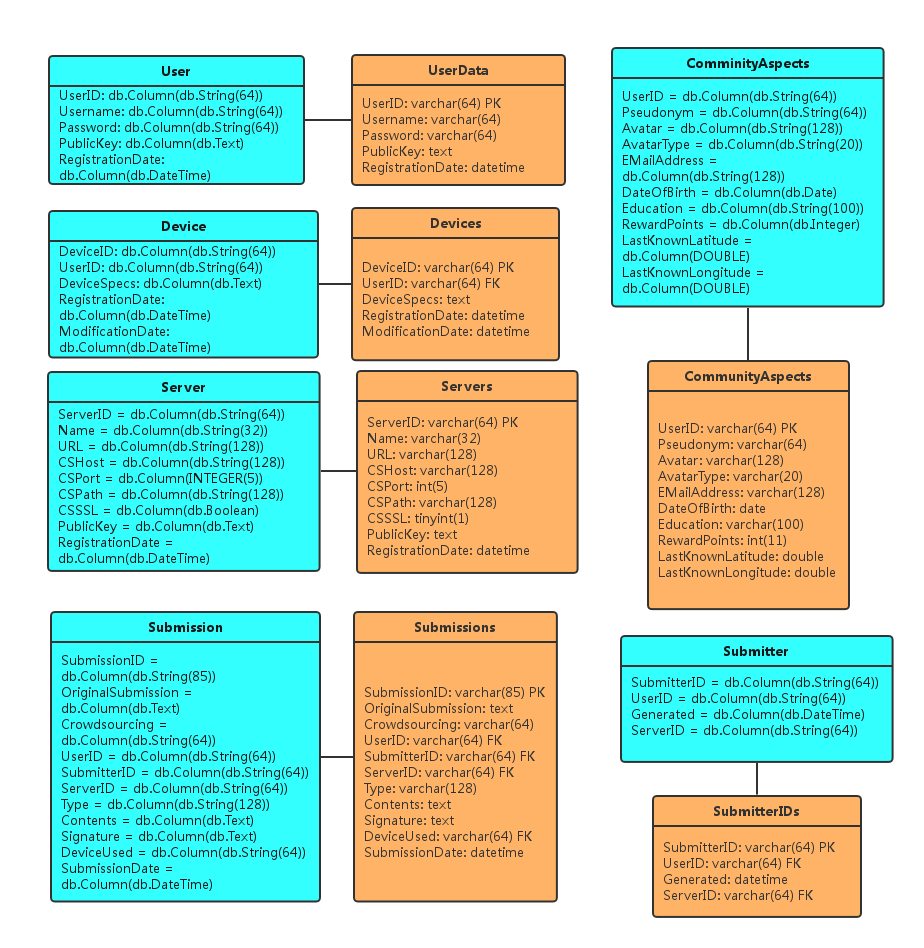 User
UserID: db.Column(db.String(64))
Username: db.Column(db.String(64))
Password: db.Column(db.String(64))
PublicKey: db.Column(db.Text)
RegistrationDate:
db.Column(db.DateTime)
UserData
UserID: varchar(64) PK
Username: varchar(64)
Password: varchar(64)
PublicKey: text
RegistrationDate: datetime
Device
DeviceID: db.Column(db.String(64))
UserID: db.Column(db.String(64))
DeviceSpecs: db.Column(db.Text)
RegistrationDate:
db.Column(db.DateTime)
ModificationDate:
db.Column(db.DateTime)
Devices
DeviceID: varchar(64) PK
UserID: varchar(64) FK
DeviceSpecs: text
RegistrationDate: datetime
ModificationDate: datetime
Server
ServerID = db.Column(db.String(64))
Name = db.Column(db.String(32))
URL = db.Column(db.String(128))
CSHost = db.Column(db.String(128))
CSPort = db.Column(INTEGER(5))
CSPath = db.Column(db.String(128))
CSSSL = db.Column(db.Boolean)
PublicKey = db.Column(db.Text)
RegistrationDate =
db.Column(db.DateTime)
Servers
ServerID: varchar(64) PK
Name: varchar(32)
URL: varchar(128)
CSHost: varchar(128)
CSPort: int(5)
CSPath: varchar(128)
CSSSL: tinyint(1)
PublicKey: text
RegistrationDate: datetime
Submission
SubmissionID =
db.Column(db.String(85))
OriginalSubmission =
db.Column(db.Text)
Crowdsourcing =
db.Column(db.String(64))
UserID = db.Column(db.String(64))
SubmitterID = db.Column(db.String(64))
ServerID = db.Column(db.String(64))
Type = db.Column(db.String(128))
Contents = db.Column(db.Text)
Signature = db.Column(db.Text)
DeviceUsed = db.Column(db.String(64))
SubmissionDate =
db.Column(db.DateTime)
Submissions
SubmissionID: varchar(85) PK
OriginalSubmission: text
Crowdsourcing: varchar(64)
UserID: varchar(64) FK
SubmitterID: varchar(64) FK
ServerID: varchar(64) FK
Type: varchar(128)
Contents: text
Signature: text
DeviceUsed: varchar(64) FK
SubmissionDate: datetime
ComminityAspects
UserID = db.Column(db.String(64))
Pseudonym = db.Column(db.String(64))
Avatar = db.Column(db.String(128))
AvatarType = db.Column(db.String(20))
EMailAddress =
db.Column(db.String(128))
DateOfBirth = db.Column(db.Date)
Education = db.Column(db.String(100))
RewardPoints = db.Column(db.Integer)
LastKnownLatitude =
db.Column(DOUBLE)
LastKnownLongitude =
db.Column(DOUBLE)
CommunityAspects
UserID: varchar(64) PK
Pseudonym: varchar(64)
Avatar: varchar(128)
AvatarType: varchar(20)
EMailAddress: varchar(128)
DateOfBirth: date
Education: varchar(100)
RewardPoints: int(11)
LastKnownLatitude: double
LastKnownLongitude: double
Submitter
SubmitterID = db.Column(db.String(64))
UserID = db.Column(db.String(64))
Generated = db.Column(db.DateTime)
ServerID = db.Column(db.String(64))
SubmitterIDs
SubmitterID: varchar(64) PK
UserID: varchar(64) FK
Generated: datetime
ServerID: varchar(64) FK